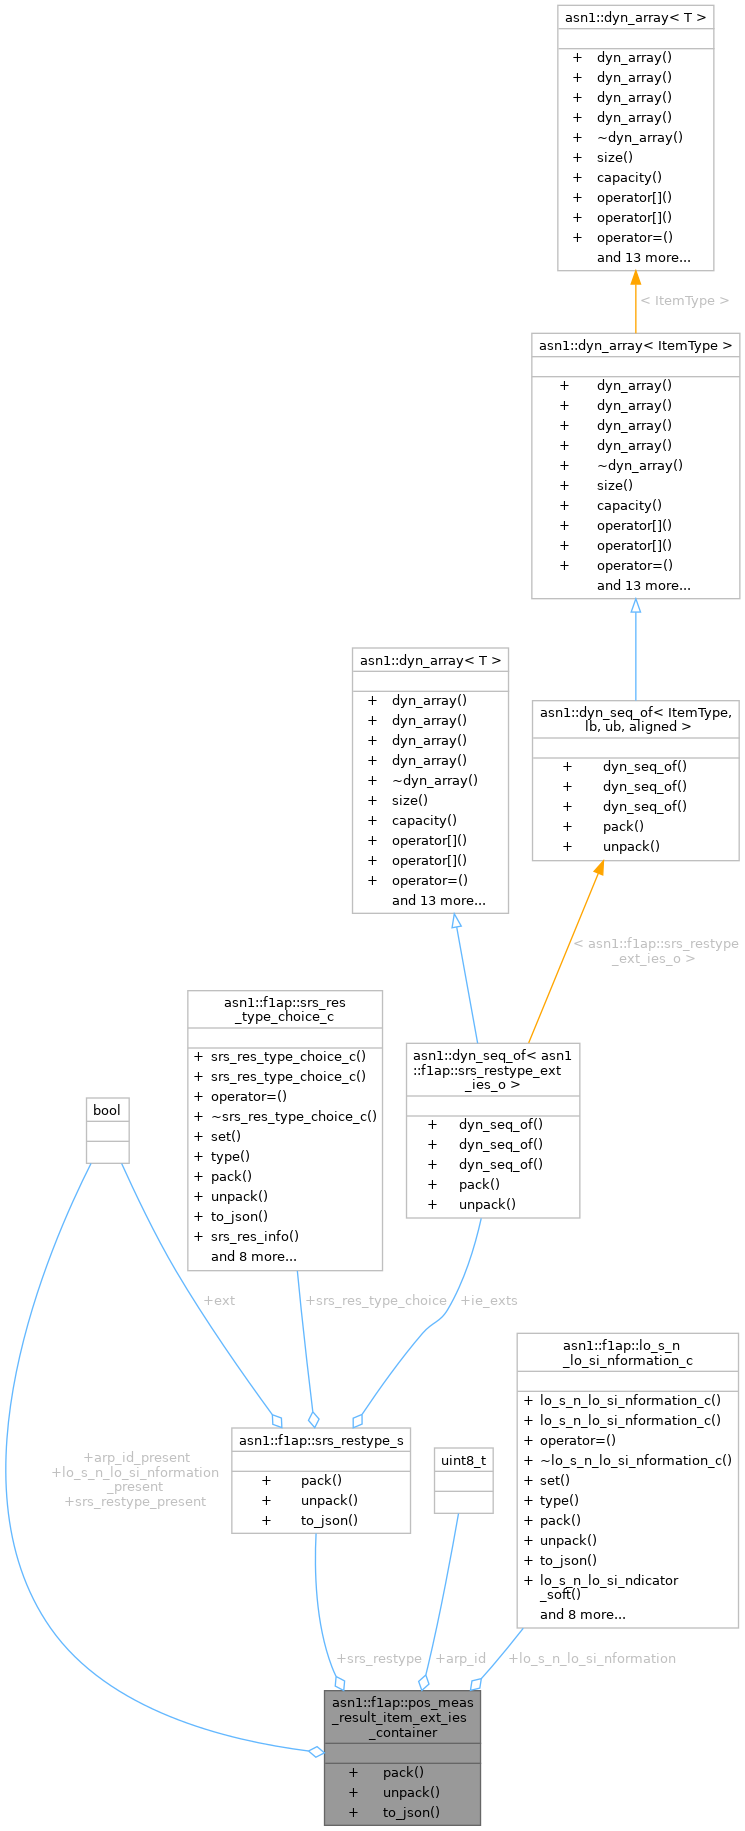 asn1::dyn_array< T >
+ dyn_array()
+ dyn_array()
+ dyn_array()
+ dyn_array()
+ ~dyn_array()
+ size()
+ capacity()
+ operator[]()
+ operator[]()
+ operator=()
and 13 more...
< ItemType >
asn1::dyn_array< ItemType >
+ dyn_array()
+ dyn_array()
+ dyn_array()
+ dyn_array()
+ ~dyn_array()
+ size()
+ capacity()
+ operator[]()
+ operator[]()
+ operator=()
and 13 more...
asn1::dyn_array< T >
+ dyn_array()
+ dyn_array()
+ dyn_array()
+ dyn_array()
+ ~dyn_array()
+ size()
+ capacity()
+ operator[]()
+ operator[]()
+ operator=()
and 13 more...
asn1::dyn_seq_of< ItemType,
lb, ub, aligned >
+ dyn_seq_of()
+ dyn_seq_of()
+ dyn_seq_of()
+ pack()
+ unpack()
< asn1::f1ap::srs_restype
_ext_ies_o >
asn1::f1ap::srs_res
_type_choice_c
+ srs_res_type_choice_c()
+ srs_res_type_choice_c()
+ operator=()
+ ~srs_res_type_choice_c()
+ set()
+ type()
+ pack()
+ unpack()
+ to_json()
+ srs_res_info()
and 8 more...
asn1::dyn_seq_of< asn1
::f1ap::srs_restype_ext
_ies_o >
+ dyn_seq_of()
+ dyn_seq_of()
+ dyn_seq_of()
+ pack()
+ unpack()
bool
+ext
+srs_res_type_choice
+ie_exts
asn1::f1ap::lo_s_n
_lo_si_nformation_c
+ lo_s_n_lo_si_nformation_c()
+ lo_s_n_lo_si_nformation_c()
+ operator=()
+ ~lo_s_n_lo_si_nformation_c()
+ set()
+ type()
+ pack()
+ unpack()
+ to_json()
+ lo_s_n_lo_si_ndicator
_soft()
and 8 more...
asn1::f1ap::srs_restype_s
+ pack()
+ unpack()
+ to_json()
uint8_t
+arp_id_present
+lo_s_n_lo_si_nformation
_present
+srs_restype_present
+srs_restype
+arp_id
+lo_s_n_lo_si_nformation
asn1::f1ap::pos_meas
_result_item_ext_ies
_container
+ pack()
+ unpack()
+ to_json()